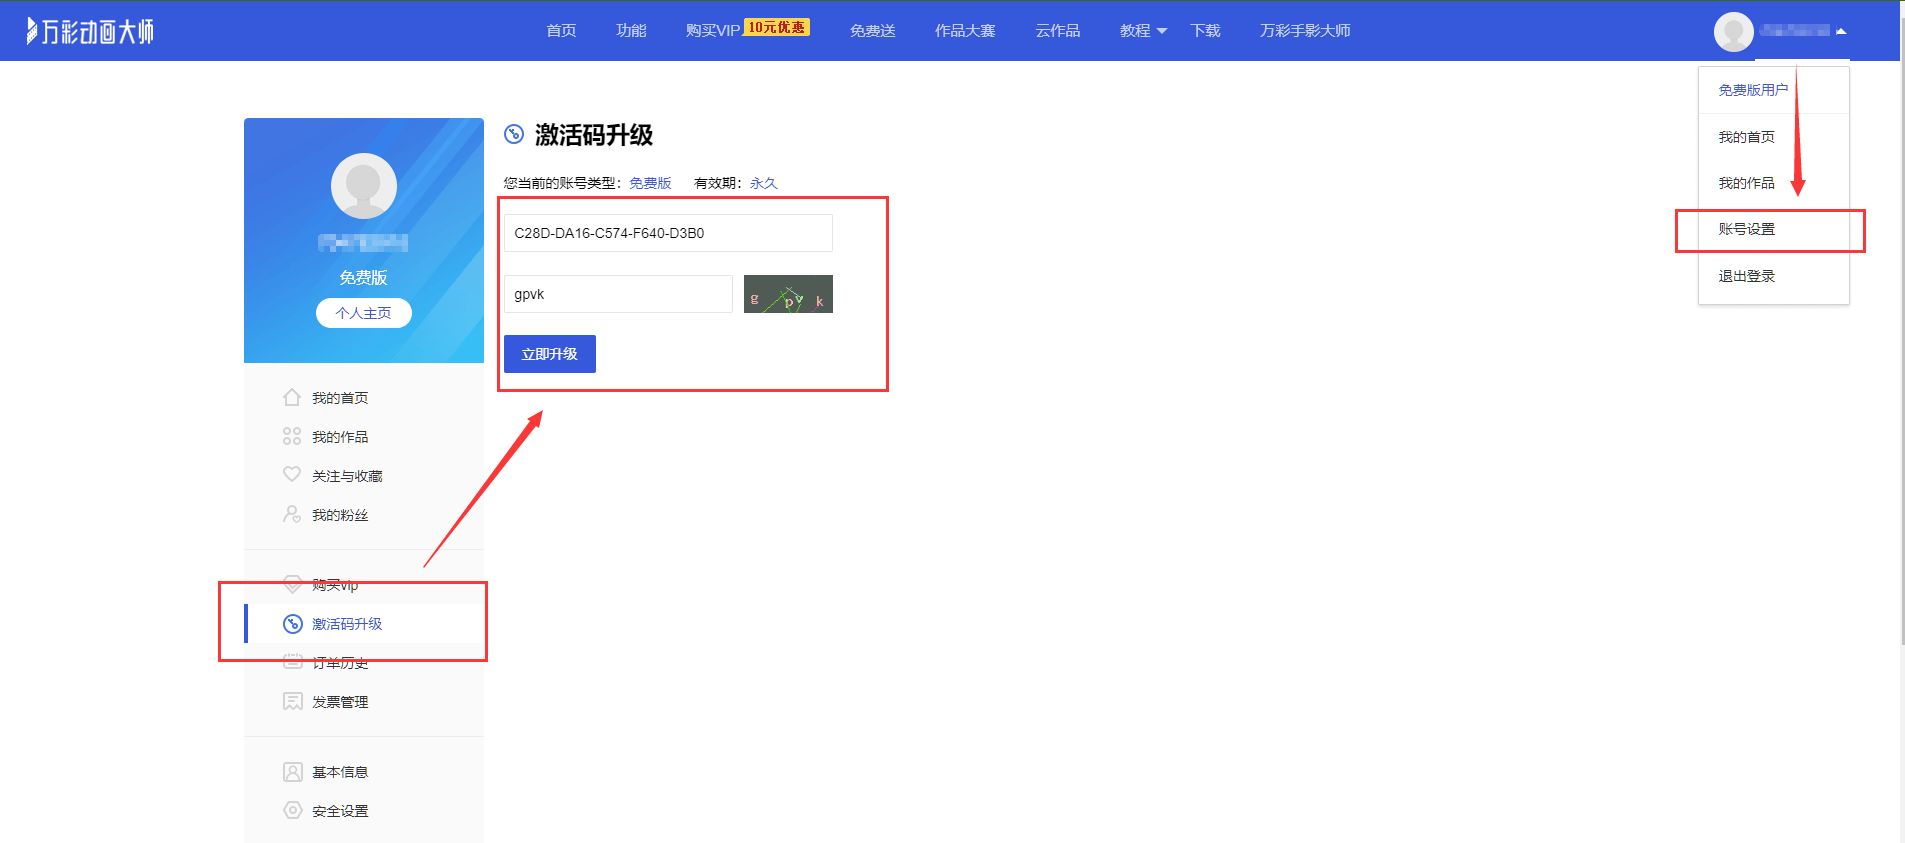 万彩动画大师
首页 功能 购买VIP 10元优惠 免费送 作品大赛 云作品 教程 下载 万彩手影大师
免费版用户
我的首页
我的作品
账号设置
退出登录
免费版
个人主页
我的首页
我的作品
关注与收藏
我的粉丝
购买vip
激活码升级
订单历史
发票管理
基本信息
安全设置
激活码升级
您当前的账号类型：免费版 有效期：永久
C28D-DA16-C574-F640-D3B0
gpvk
g p v k
立即升级